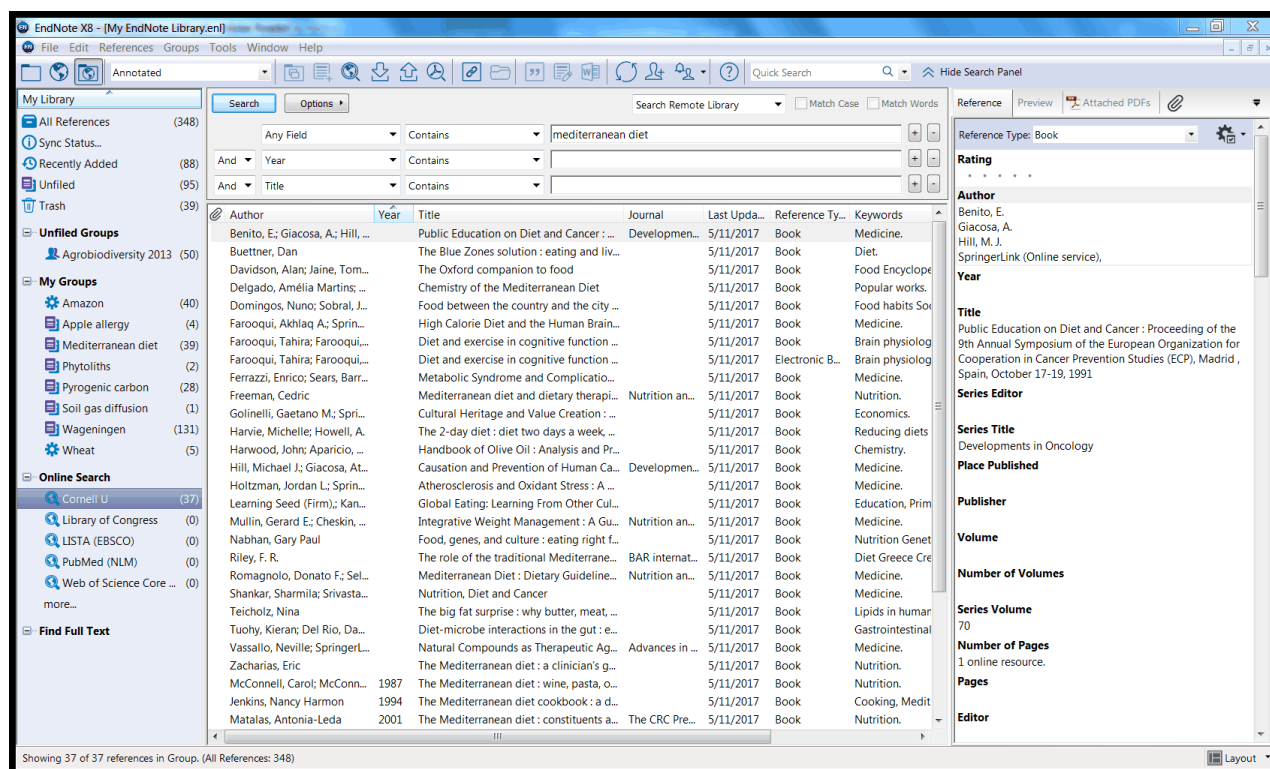 EndNote X8 - [My EndNote Library.enl]
File Edit References Groups Tools Window Help
Annotated
Quick Search
Hide Search Panel
My Library
All References (348)
Sync Status...
Recently Added (88)
Unfiled (95)
Trash (39)
Unfiled Groups
Agrobiodiversity 2013 (50)
My Groups
Amazon (40)
Apple allergy (4)
Mediterranean diet (39)
Phytoliths (2)
Pyrogenic carbon (28)
Soil gas diffusion (1)
Wageningen (131)
Wheat (5)
Online Search
Cornell U (37)
Library of Congress (0)
LISTA (EBSCO) (0)
PubMed (NLM) (0)
Web of Science Core ... (0)
more...
Find Full Text
Search Options Search Remote Library Match Case Match Words
Any Field Contains mediterranean diet + -
And Year Contains + -
And Title Contains + -
Author Year Title Journal Last Upda... Reference Ty... Keywords
Benito, E.; Giacosa, A.; Hill, ... Public Education on Diet and Cancer : ... Developmen... 5/11/2017 Book Medicine.
Buettner, Dan The Blue Zones solution : eating and liv... 5/11/2017 Book Diet.
Davidson, Alan; Jaine, Tom... The Oxford companion to food 5/11/2017 Book Food Encyclope
Delgado, Amélia Martins; ... Chemistry of the Mediterranean Diet 5/11/2017 Book Popular works.
Domingos, Nuno; Sobral, J... Food between the country and the city ... 5/11/2017 Book Food habits Soc
Farooqui, Akhlaq A.; Sprin... High Calorie Diet and the Human Brain... 5/11/2017 Book Medicine.
Farooqui, Tahira; Farooqui,... Diet and exercise in cognitive function ... 5/11/2017 Book Brain physiolog
Farooqui, Tahira; Farooqui,... Diet and exercise in cognitive function ... 5/11/2017 Electronic B... Brain physiolog
Ferrazzi, Enrico; Sears, Barr... Metabolic Syndrome and Complicatio... 5/11/2017 Book Medicine.
Freeman, Cedric Mediterranean diet and dietary therapi... Nutrition an... 5/11/2017 Book Nutrition.
Golinelli, Gaetano M.; Spri... Cultural Heritage and Value Creation : ... 5/11/2017 Book Economics.
Harvie, Michelle; Howell, A. The 2-day diet : diet two days a week, ... 5/11/2017 Book Reducing diets
Harwood, John; Aparicio, ... Handbook of Olive Oil : Analysis and Pr... 5/11/2017 Book Chemistry.
Hill, Michael J.; Giacosa, At... Causation and Prevention of Human Ca... Developmen... 5/11/2017 Book Medicine.
Holtzman, Jordan L.; Sprin... Atherosclerosis and Oxidant Stress : A ... 5/11/2017 Book Medicine.
Learning Seed (Firm),; Kan... Global Eating: Learning From Other Cul... 5/11/2017 Book Education, Prim
Mullin, Gerard E.; Cheskin, ... Integrative Weight Management : A Gu... Nutrition an... 5/11/2017 Book Medicine.
Nabhan, Gary Paul Food, genes, and culture : eating right f... 5/11/2017 Book Nutrition Genet
Riley, F. R. The role of the traditional Mediterrane... BAR internat... 5/11/2017 Book Diet Greece Cre
Romagnolo, Donato F.; Sel... Mediterranean Diet : Dietary Guideline... Nutrition an... 5/11/2017 Book Medicine.
Shankar, Sharmila; Srivasta... Nutrition, Diet and Cancer 5/11/2017 Book Medicine.
Teicholz, Nina The big fat surprise : why butter, meat, ... 5/11/2017 Book Lipids in human
Tuohy, Kieran; Del Rio, Da... Diet-microbe interactions in the gut : e... 5/11/2017 Book Gastrointestinal
Vassallo, Neville; SpringerL... Natural Compounds as Therapeutic Ag... Advances in ... 5/11/2017 Book Medicine.
Zacharias, Eric The Mediterranean diet : a clinician's g... 5/11/2017 Book Nutrition.
McConnell, Carol; McConn... 1987 The Mediterranean diet : wine, pasta, o... 5/11/2017 Book Nutrition.
Jenkins, Nancy Harmon 1994 The Mediterranean diet cookbook : a d... 5/11/2017 Book Cooking, Medit
Matalas, Antonia-Leda 2001 The Mediterranean diet : constituents a... The CRC Pre... 5/11/2017 Book Nutrition.
Reference Preview Attached PDFs
Reference Type: Book
Rating
Author
Benito, E.
Giacosa, A.
Hill, M. J.
SpringerLink (Online service),
Year
Title
Public Education on Diet and Cancer : Proceeding of the
9th Annual Symposium of the European Organization for
Cooperation in Cancer Prevention Studies (ECP), Madrid ,
Spain, October 17-19, 1991
Series Editor
Series Title
Developments in Oncology
Place Published
Publisher
Volume
Number of Volumes
Series Volume
70
Number of Pages
1 online resource.
Pages
Editor
Showing 37 of 37 references in Group. (All References: 348)
Layout